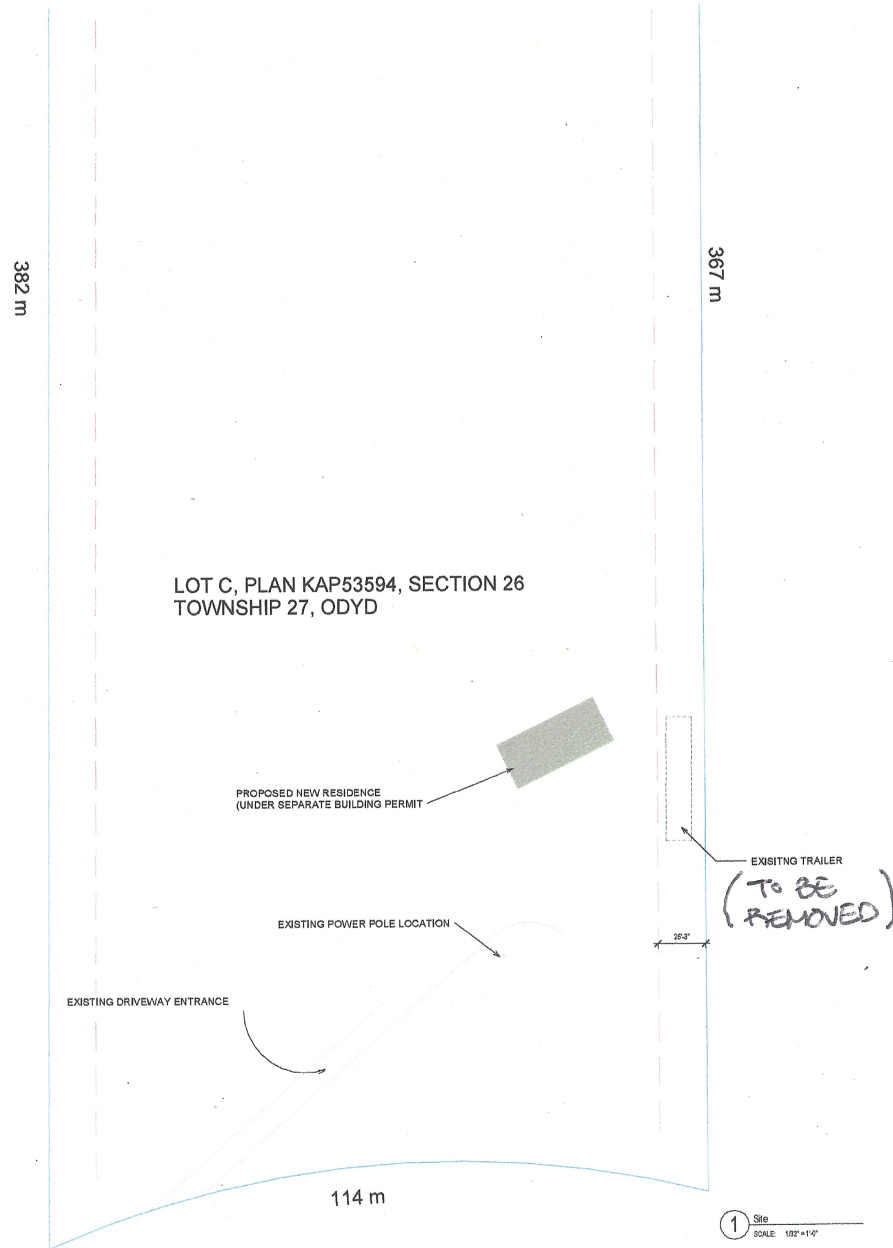 382 m
367 m
LOT C, PLAN KAP53594, SECTION 26
TOWNSHIP 27, ODYD
PROPOSED NEW RESIDENCE
(UNDER SEPARATE BUILDING PERMIT
EXISITNG TRAILER
(TO BE
REMOVED)
EXISTING POWER POLE LOCATION
26'-3"
EXISTING DRIVEWAY ENTRANCE
114 m
1
Site
SCALE: 1/32" = 1'-0"